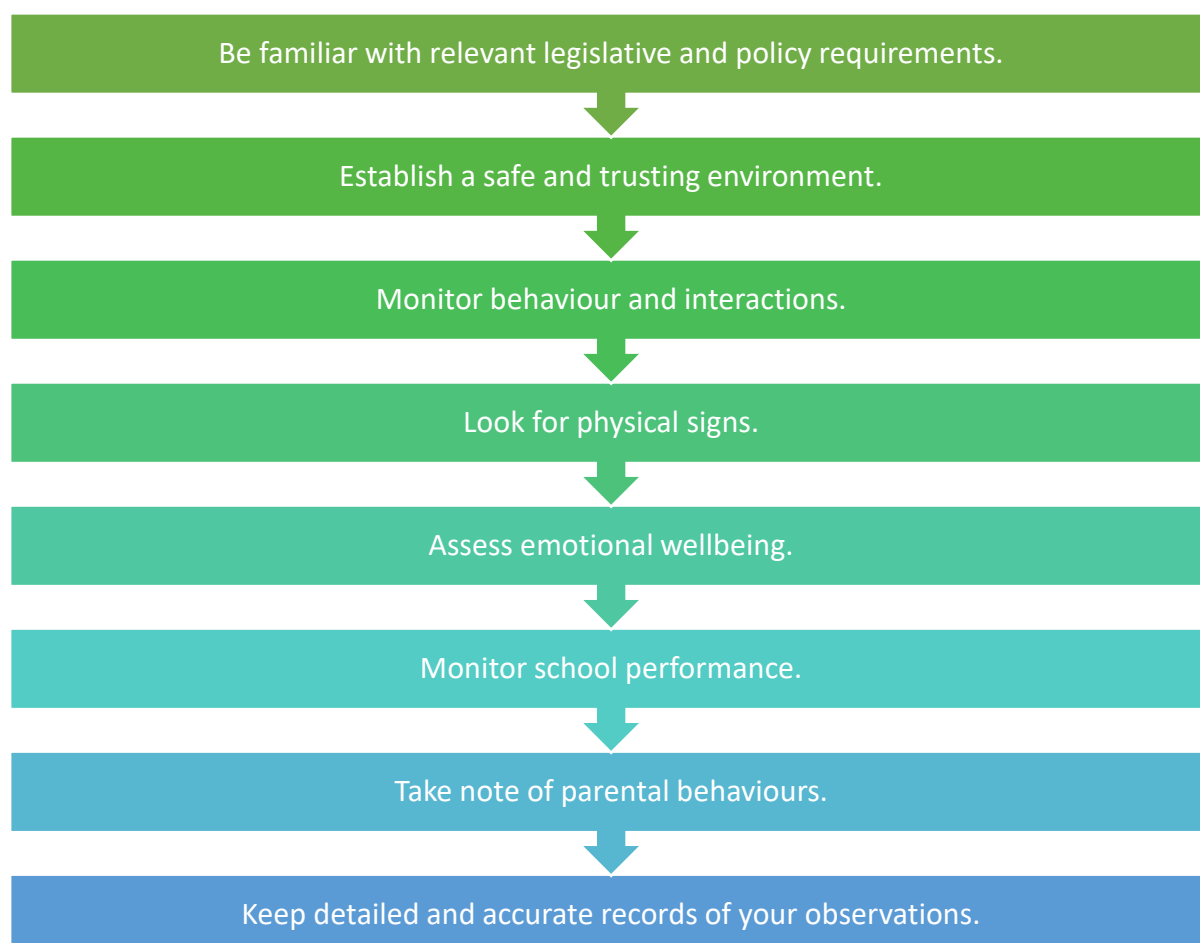 Be familiar with relevant legislative and policy requirements.
Establish a safe and trusting environment.
Monitor behaviour and interactions.
Look for physical signs.
Assess emotional wellbeing.
Monitor school performance.
Take note of parental behaviours.
Keep detailed and accurate records of your observations.